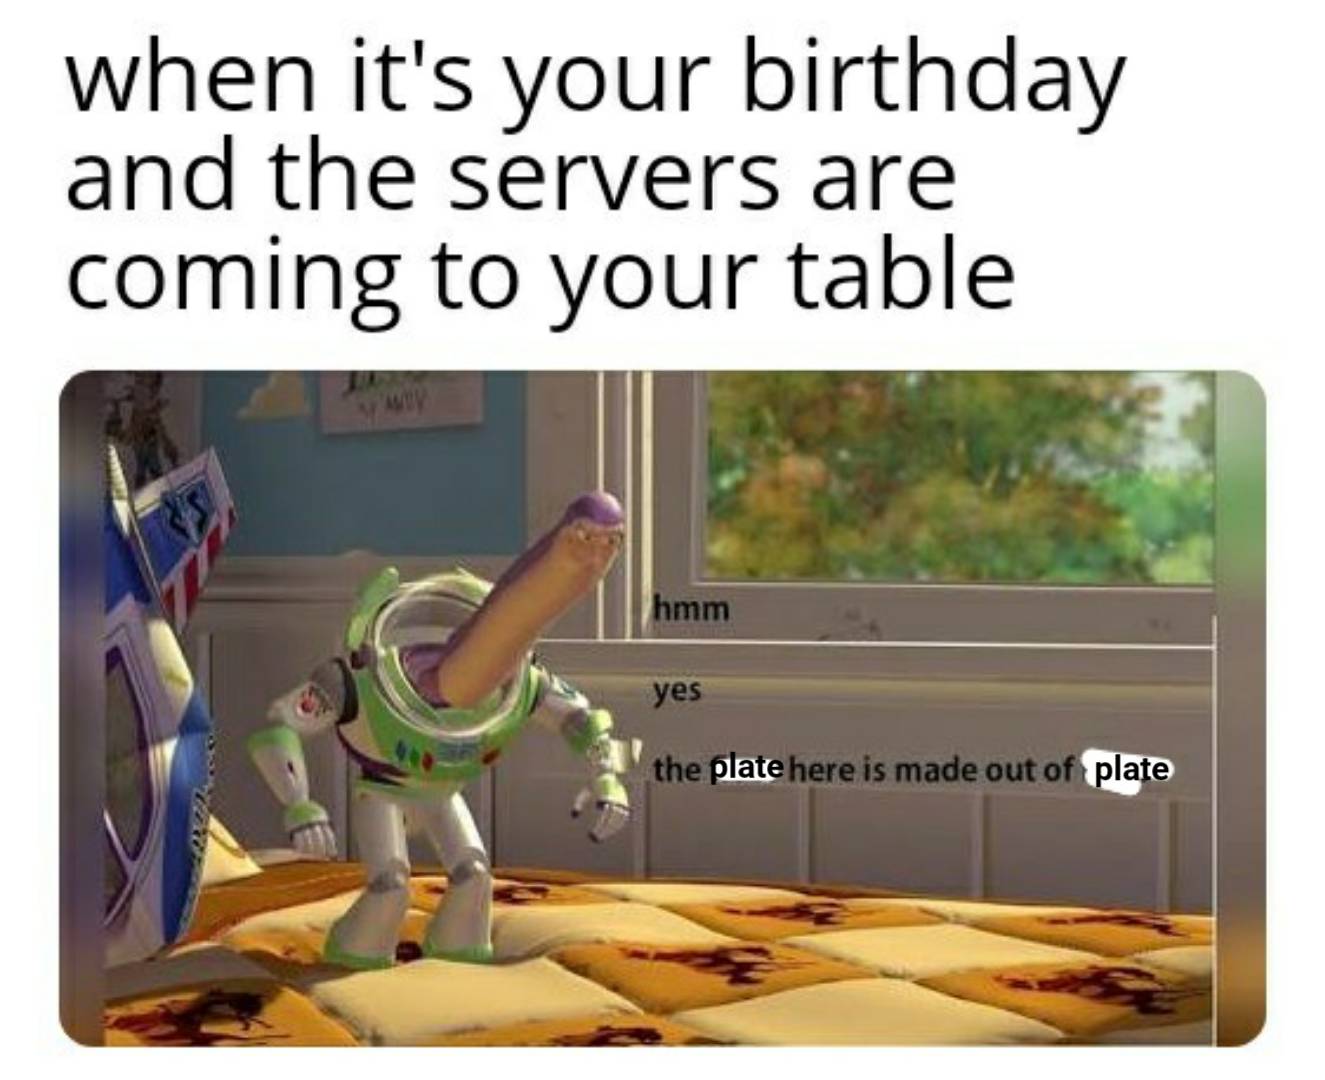 when it's your birthday
and the servers are
coming to your table
hmm
yes
the plate here is made out of plate